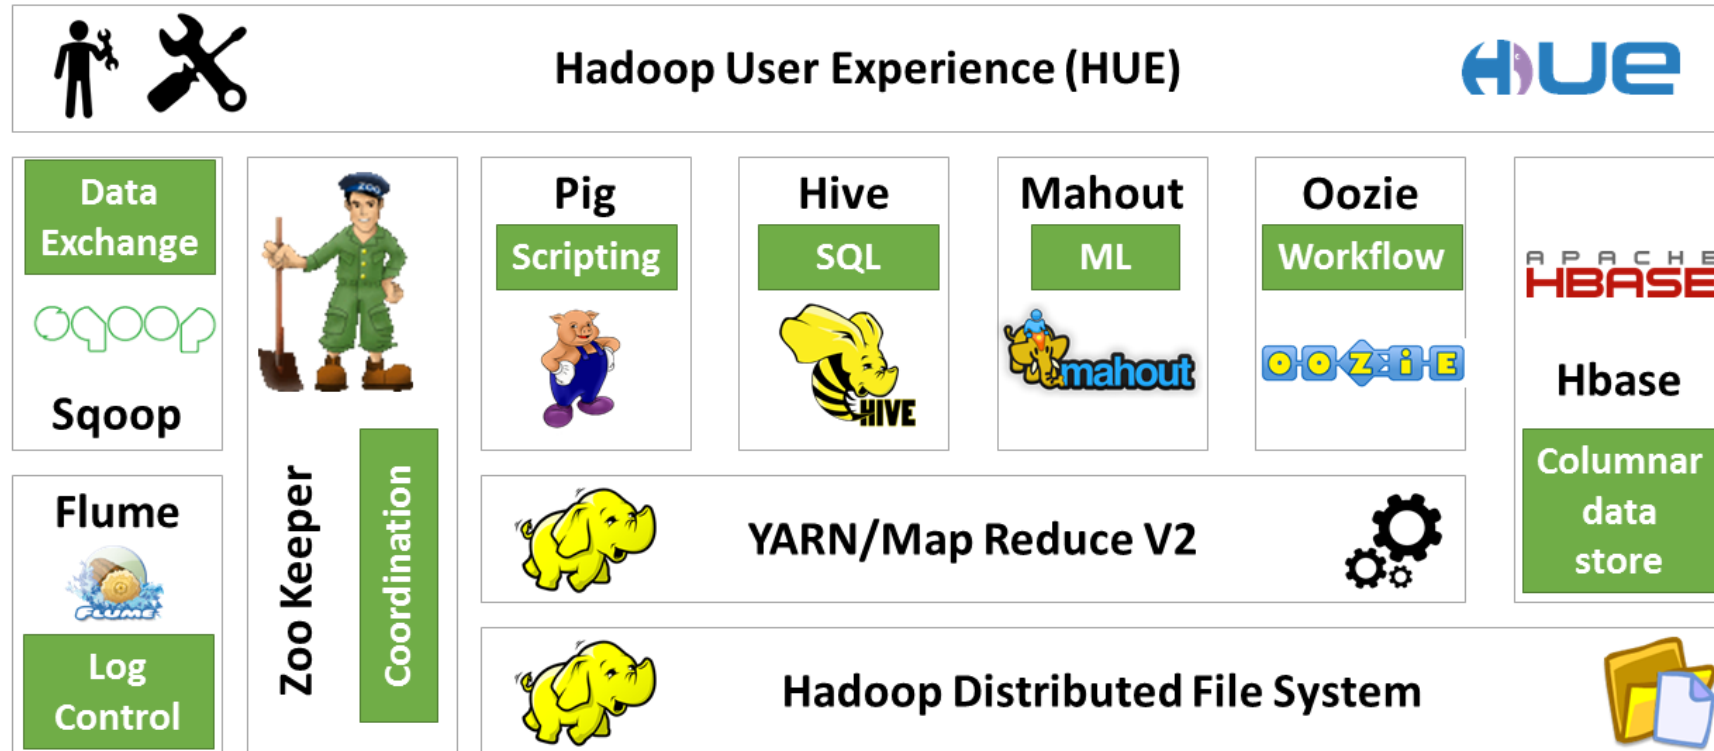 Hadoop User Experience (HUE)
HUE
Data
Exchange
sqoop
Sqoop
Flume
FLUME
Log
Control
ZOO
Zoo Keeper
Coordination
Pig
Scripting
Hive
SQL
HIVE
Mahout
ML
mahout
Oozie
Workflow
OOZiE
APACHE
HBASE
Hbase
Columnar
data
store
YARN/Map Reduce V2
Hadoop Distributed File System